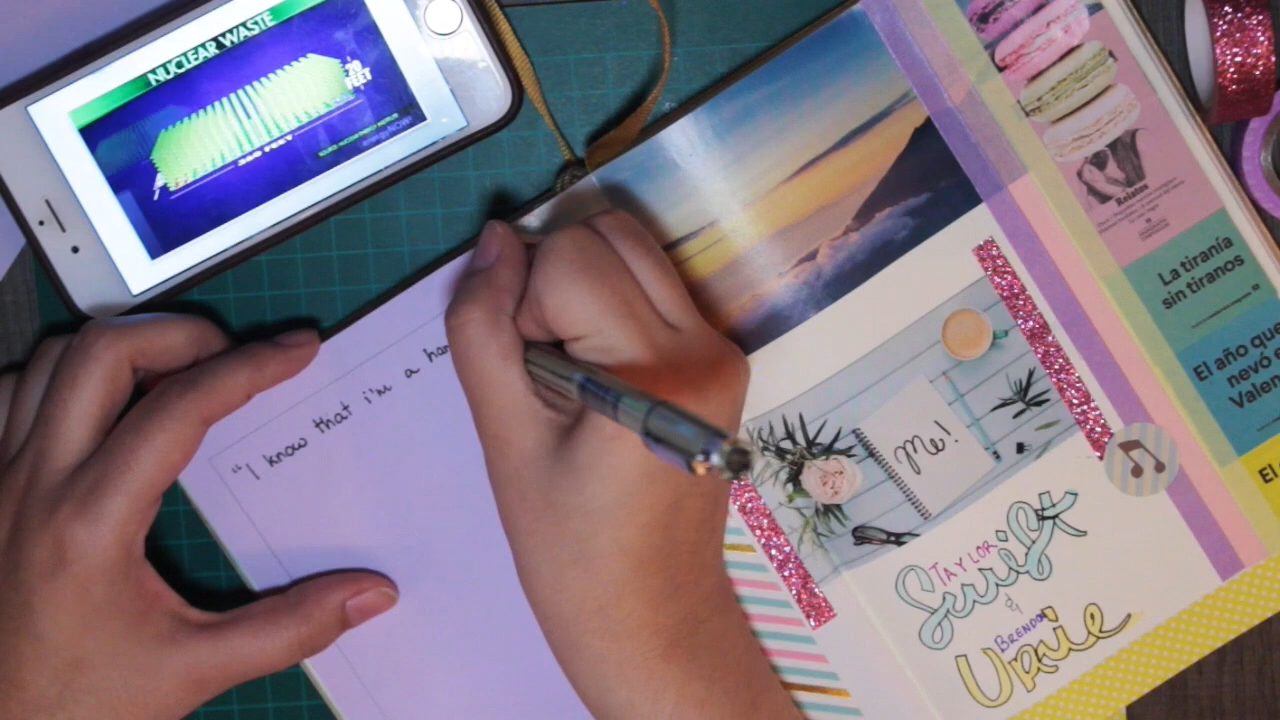 NUCLEAR WASTE
20
FEET
360 FEET
"I know that i'm a
Me!
TAYLOR
Swift
&
BRENDON
Urie
Relatos
La tiranía
sin tiranos
El año que
nevó e
Valen
El